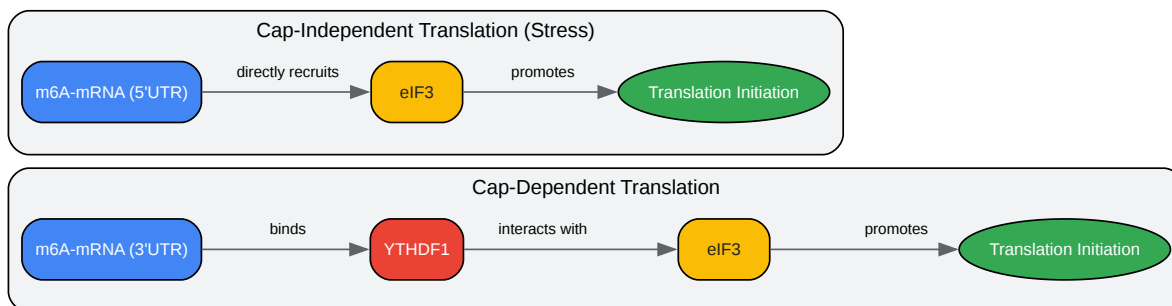 Cap-Independent Translation (Stress)
m6A-mRNA (5'UTR)
directly recruits
eIF3
promotes
Translation Initiation
Cap-Dependent Translation
m6A-mRNA (3'UTR)
binds
YTHDF1
interacts with
eIF3
promotes
Translation Initiation